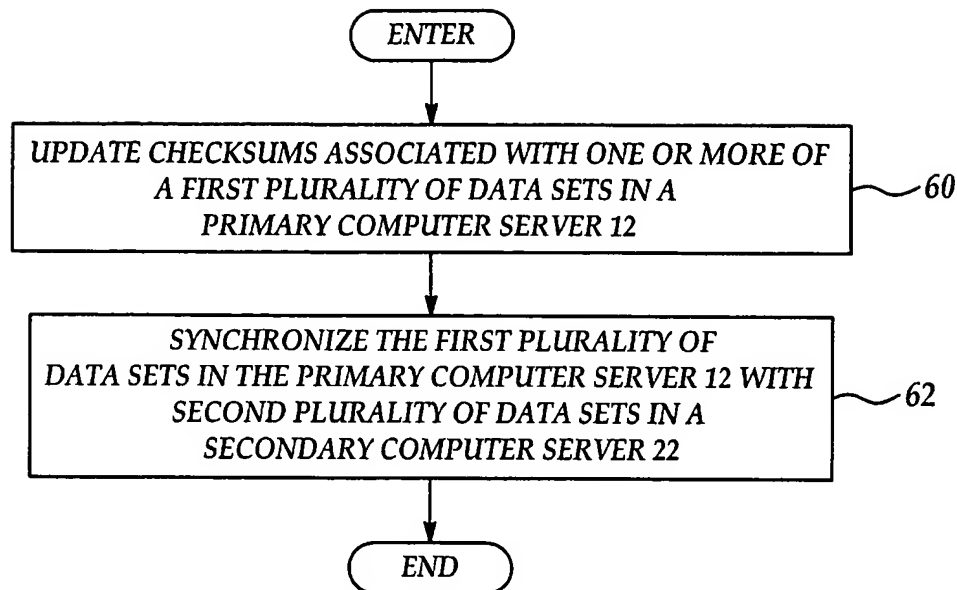 ENTER
UPDATE CHECKSUMS ASSOCIATED WITH ONE OR MORE OF
A FIRST PLURALITY OF DATA SETS IN A
PRIMARY COMPUTER SERVER 12
60
SYNCHRONIZE THE FIRST PLURALITY OF
DATA SETS IN THE PRIMARY COMPUTER SERVER 12 WITH
SECOND PLURALITY OF DATA SETS IN A
SECONDARY COMPUTER SERVER 22
62
END